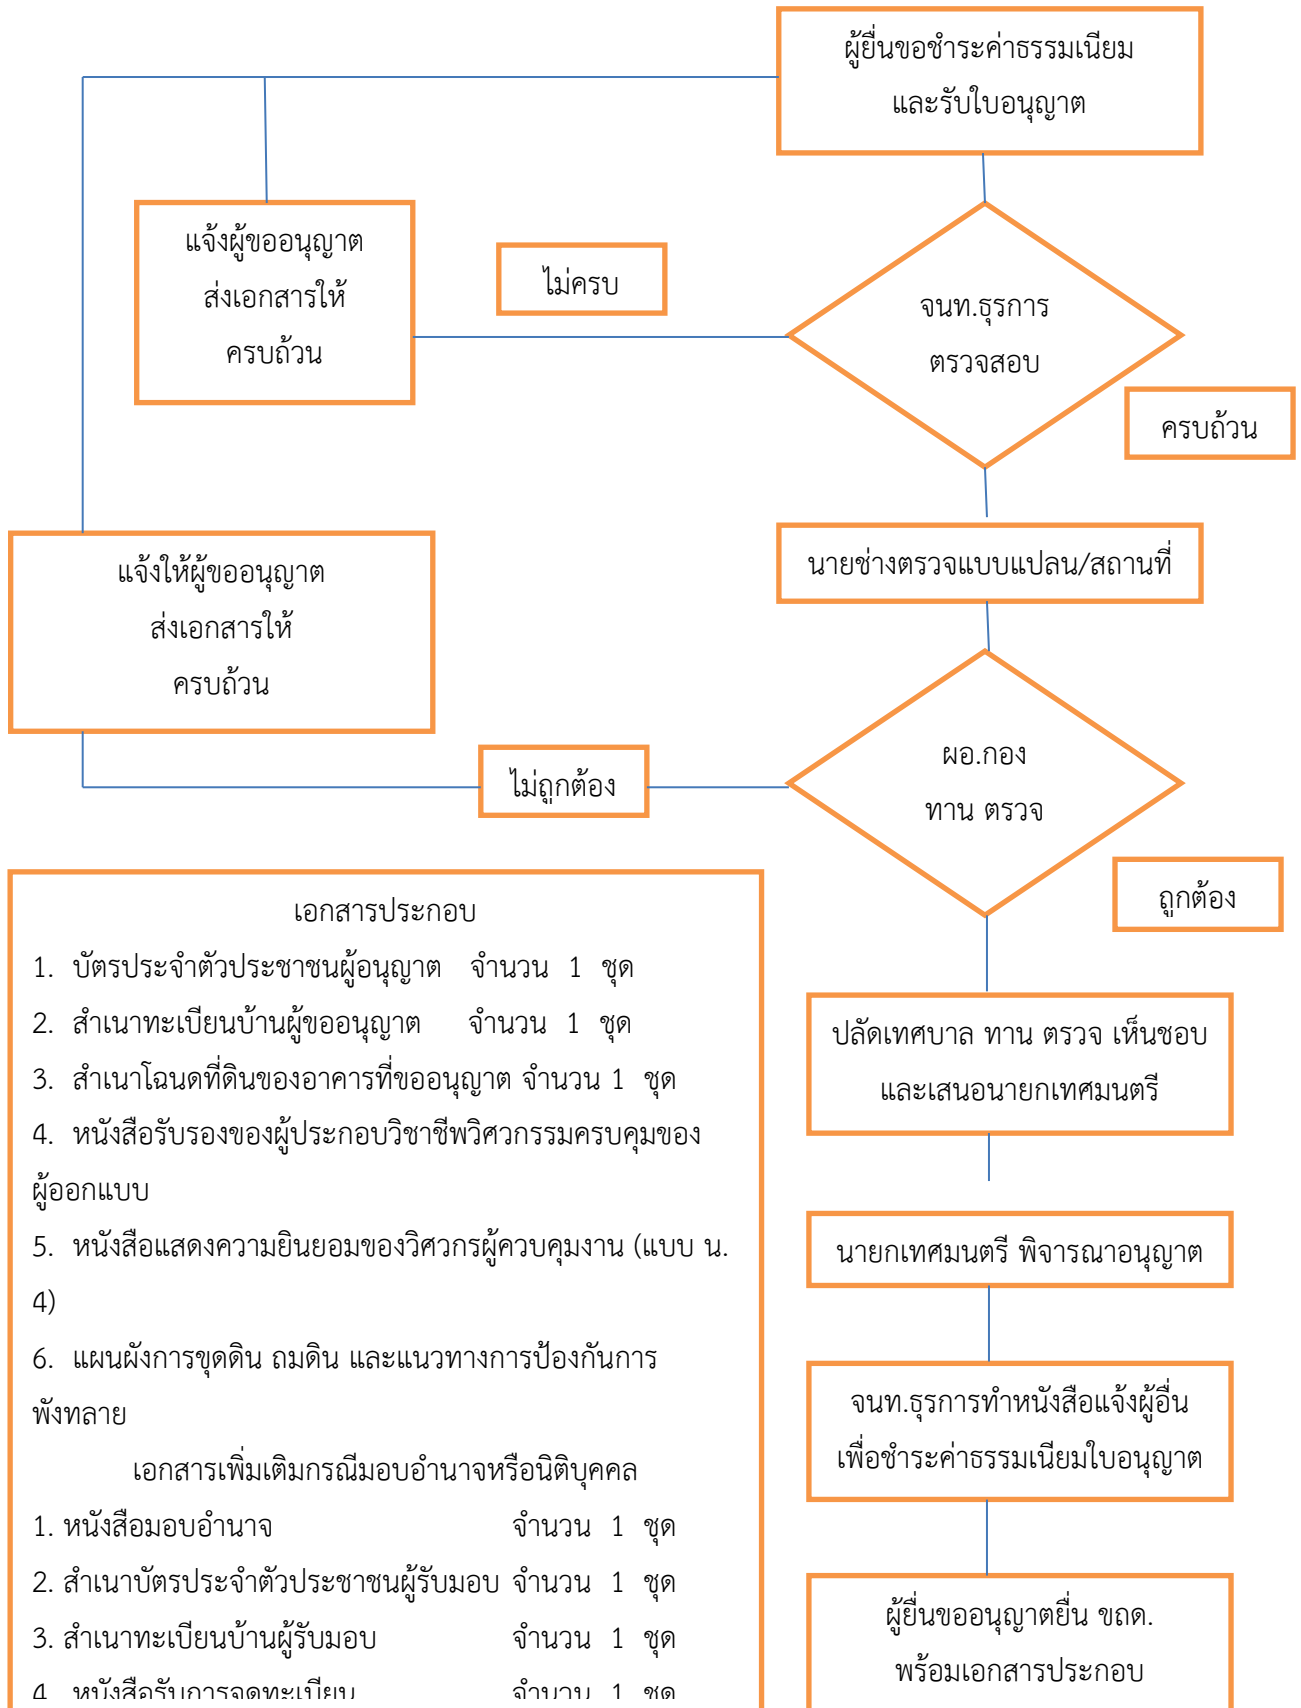 ผู้ยื่นขอชำระค่าธรรมเนียม
และรับใบอนุญาต
แจ้งผู้ขออนุญาต
ส่งเอกสารให้
ครบถ้วน
ไม่ครบ
จนท.ธุรการ
ตรวจสอบ
ครบถ้วน
นายช่างตรวจแบบแปลน/สถานที่
แจ้งให้ผู้ขออนุญาต
ส่งเอกสารให้
ครบถ้วน
ไม่ถูกต้อง
ผอ.กอง
ทาน ตรวจ
ถูกต้อง
ปลัดเทศบาล ทาน ตรวจ เห็นชอบ
และเสนอนายกเทศมนตรี
นายกเทศมนตรี พิจารณาอนุญาต
จนท.ธุรการทำหนังสือแจ้งผู้อื่น
เพื่อชำระค่าธรรมเนียมใบอนุญาต
ผู้ยื่นขออนุญาตยื่น ขถด.
พร้อมเอกสารประกอบ
เอกสารประกอบ
1. บัตรประจำตัวประชาชนผู้อนุญาต จำนวน 1 ชุด
2. สำเนาทะเบียนบ้านผู้ขออนุญาต จำนวน 1 ชุด
3. สำเนาโฉนดที่ดินของอาคารที่ขออนุญาต จำนวน 1 ชุด
4. หนังสือรับรองของผู้ประกอบวิชาชีพวิศวกรรมครบคุมของ
ผู้ออกแบบ
5. หนังสือแสดงความยินยอมของวิศวกรผู้ควบคุมงาน (แบบ น.
4)
6. แผนผังการขุดดิน ถมดิน และแนวทางการป้องกันการ
พังทลาย
เอกสารเพิ่มเติมกรณีมอบอำนาจหรือนิติบุคคล
1. หนังสือมอบอำนาจ จำนวน 1 ชุด
2. สำเนาบัตรประจำตัวประชาชนผู้รับมอบ จำนวน 1 ชุด
3. สำเนาทะเบียนบ้านผู้รับมอบ จำนวน 1 ชุด
4. หนังสือรับการจดทะเบียน จำนวน 1 ชุด